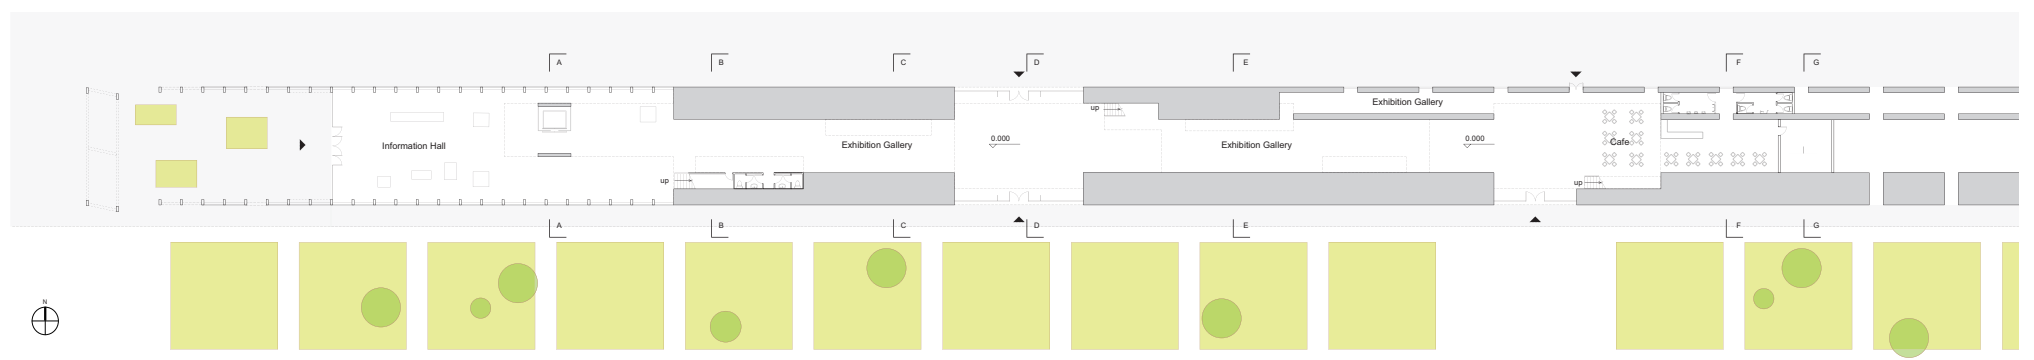 A B C D E F G
up
Exhibition Gallery
0.000
0.000
Information Hall
Exhibition Gallery
Exhibition Gallery
Cafe
up
up
A B C D E F G
N